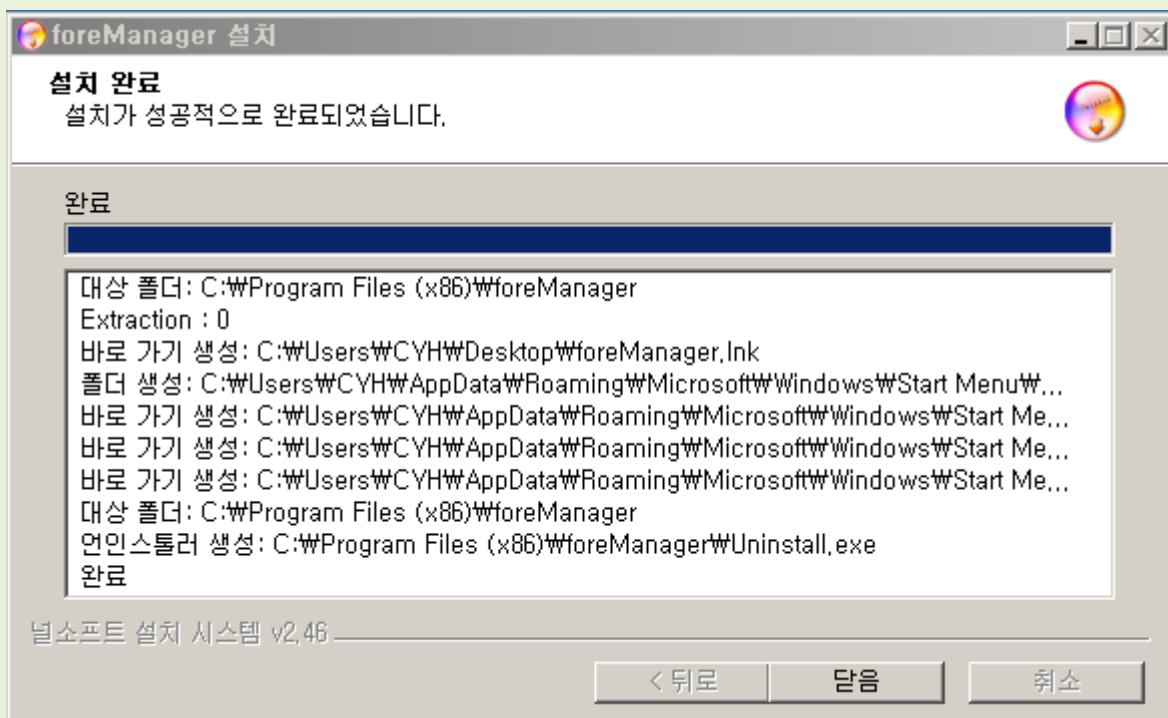 foreManager 설치
설치 완료
설치가 성공적으로 완료되었습니다.
완료
대상 폴더: C:₩Program Files (x86)₩foreManager
Extraction : 0
바로 가기 생성: C:₩Users₩CYH₩Desktop₩foreManager.lnk
폴더 생성: C:₩Users₩CYH₩AppData₩Roaming₩Microsoft₩Windows₩Start Menu₩...
바로 가기 생성: C:₩Users₩CYH₩AppData₩Roaming₩Microsoft₩Windows₩Start Me...
바로 가기 생성: C:₩Users₩CYH₩AppData₩Roaming₩Microsoft₩Windows₩Start Me...
바로 가기 생성: C:₩Users₩CYH₩AppData₩Roaming₩Microsoft₩Windows₩Start Me...
대상 폴더: C:₩Program Files (x86)₩foreManager
언인스톨러 생성: C:₩Program Files (x86)₩foreManager₩Uninstall.exe
완료
널소프트 설치 시스템 v2.46
< 뒤로 닫음 취소